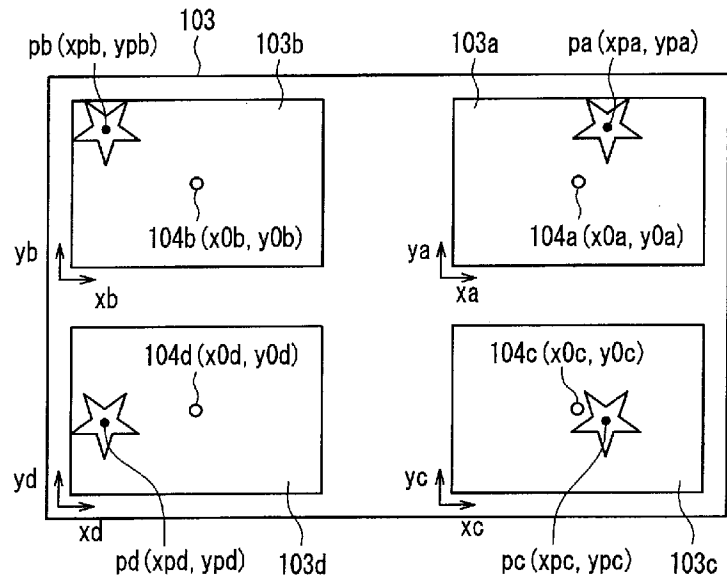 103
pb (xpb, ypb)
103b
103a
pa (xpa, ypa)
104b (x0b, y0b)
104a (x0a, y0a)
yb
xb
ya
xa
104d (x0d, y0d)
104c (x0c, y0c)
yd
xd
yc
xc
pd (xpd, ypd)
103d
pc (xpc, ypc)
103c